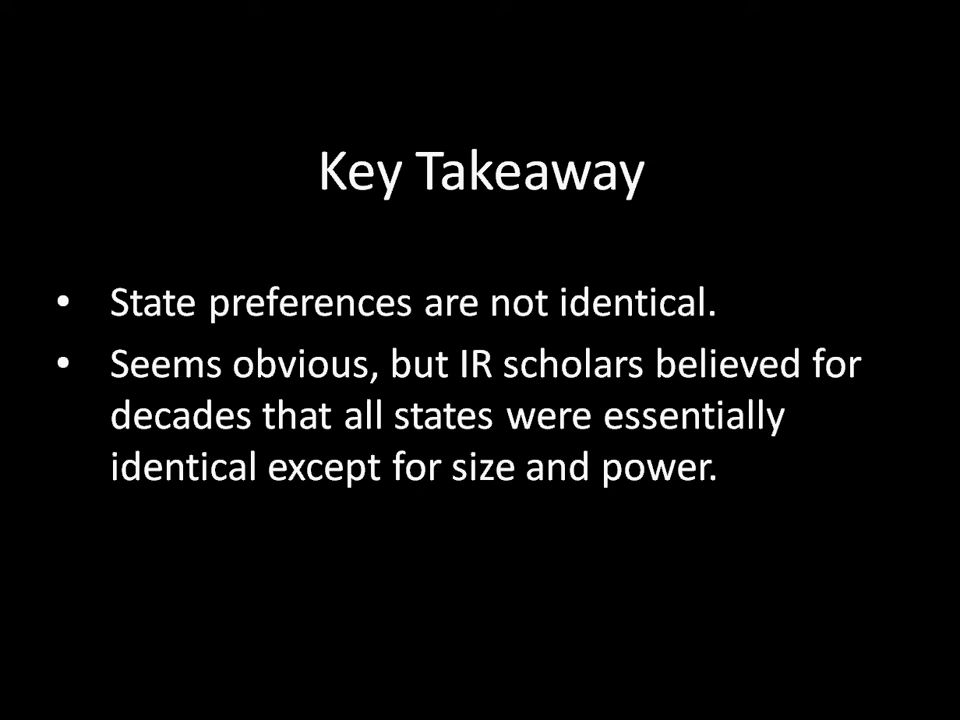 Key Takeaway
• State preferences are not identical.
• Seems obvious, but IR scholars believed for
decades that all states were essentially
identical except for size and power.